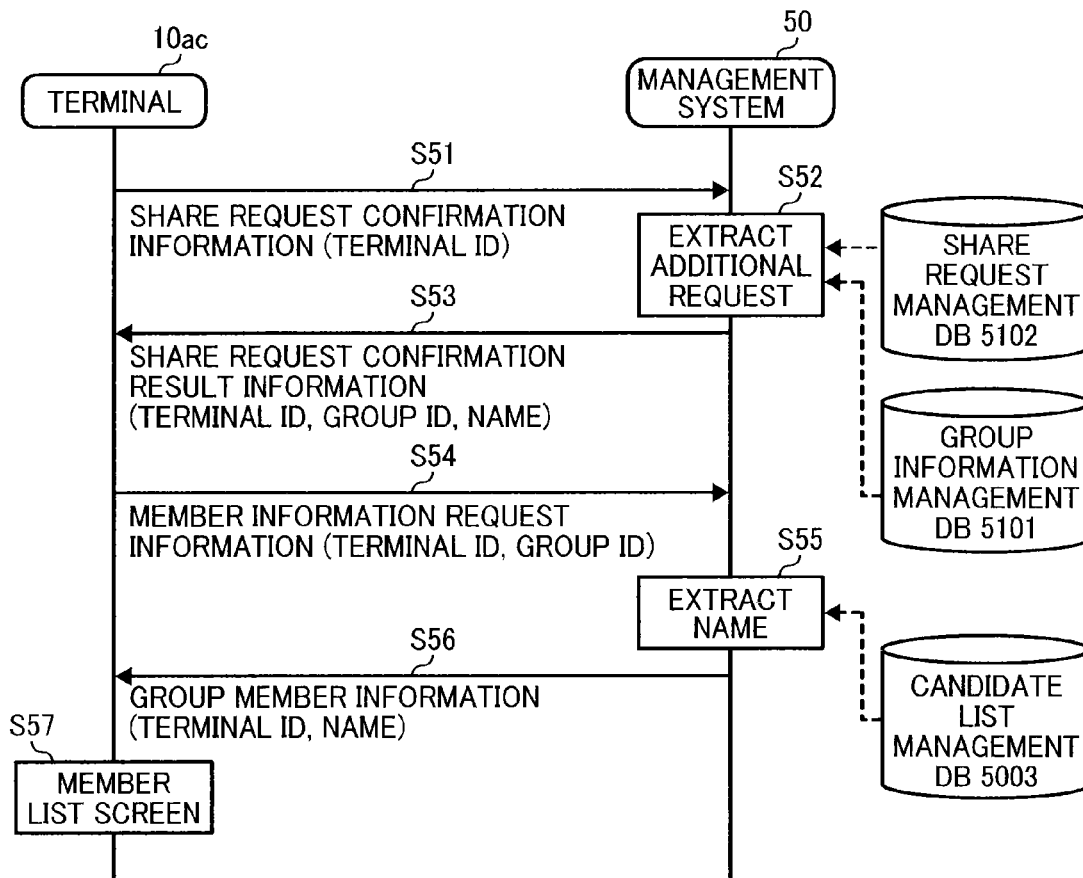 10ac
TERMINAL
50
MANAGEMENT
SYSTEM
S51
SHARE REQUEST CONFIRMATION
INFORMATION (TERMINAL ID)
S52
EXTRACT
ADDITIONAL
REQUEST
SHARE
REQUEST
MANAGEMENT
DB 5102
S53
SHARE REQUEST CONFIRMATION
RESULT INFORMATION
(TERMINAL ID, GROUP ID, NAME)
GROUP
INFORMATION
MANAGEMENT
DB 5101
S54
MEMBER INFORMATION REQUEST
INFORMATION (TERMINAL ID, GROUP ID)
S55
EXTRACT
NAME
CANDIDATE
LIST
MANAGEMENT
DB 5003
S56
GROUP MEMBER INFORMATION
(TERMINAL ID, NAME)
S57
MEMBER
LIST SCREEN